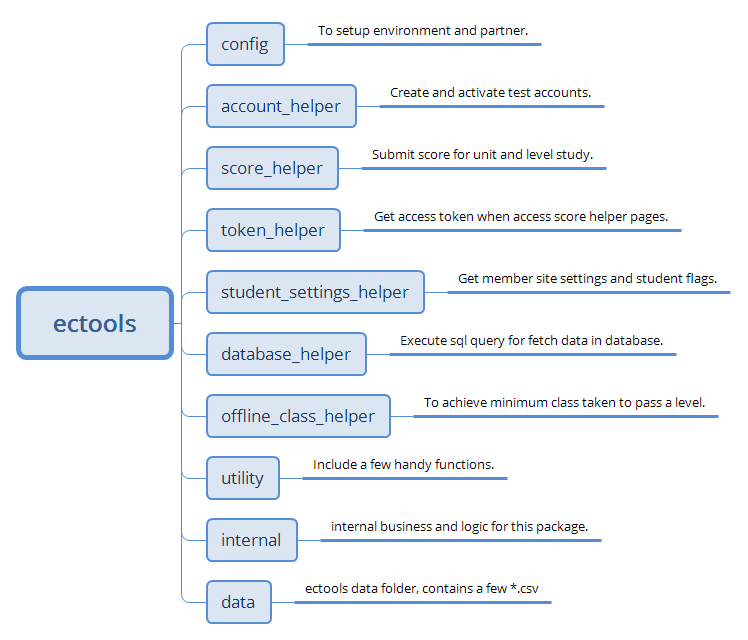 config
To setup environment and partner.
account_helper
Create and activate test accounts.
score_helper
Submit score for unit and level study.
token_helper
Get access token when access score helper pages.
student_settings_helper
Get member site settings and student flags.
ectools
database_helper
Execute sql query for fetch data in database.
offline_class_helper
To achieve minimum class taken to pass a level.
utility
Include a few handy functions.
internal
internal business and logic for this package.
data
ectools data folder, contains a few *.csv